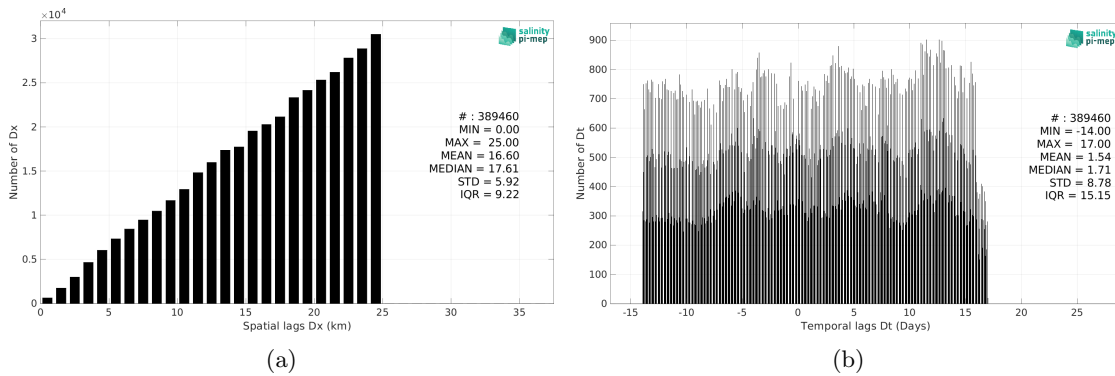 ×10⁴
3
2.5
2
1.5
1
0.5
0
Number of Dx
0 5 10 15 20 25 30 35
Spatial lags Dx (km)
salinity
pi-mep
# : 389460
MIN = 0.00
MAX = 25.00
MEAN = 16.60
MEDIAN = 17.61
STD = 5.92
IQR = 9.22
(a)
900
800
700
600
500
400
300
200
100
0
Number of Dt
-15 -10 -5 0 5 10 15 20 25
Temporal lags Dt (Days)
salinity
pi-mep
# : 389460
MIN = -14.00
MAX = 17.00
MEAN = 1.54
MEDIAN = 1.71
STD = 8.78
IQR = 15.15
(b)